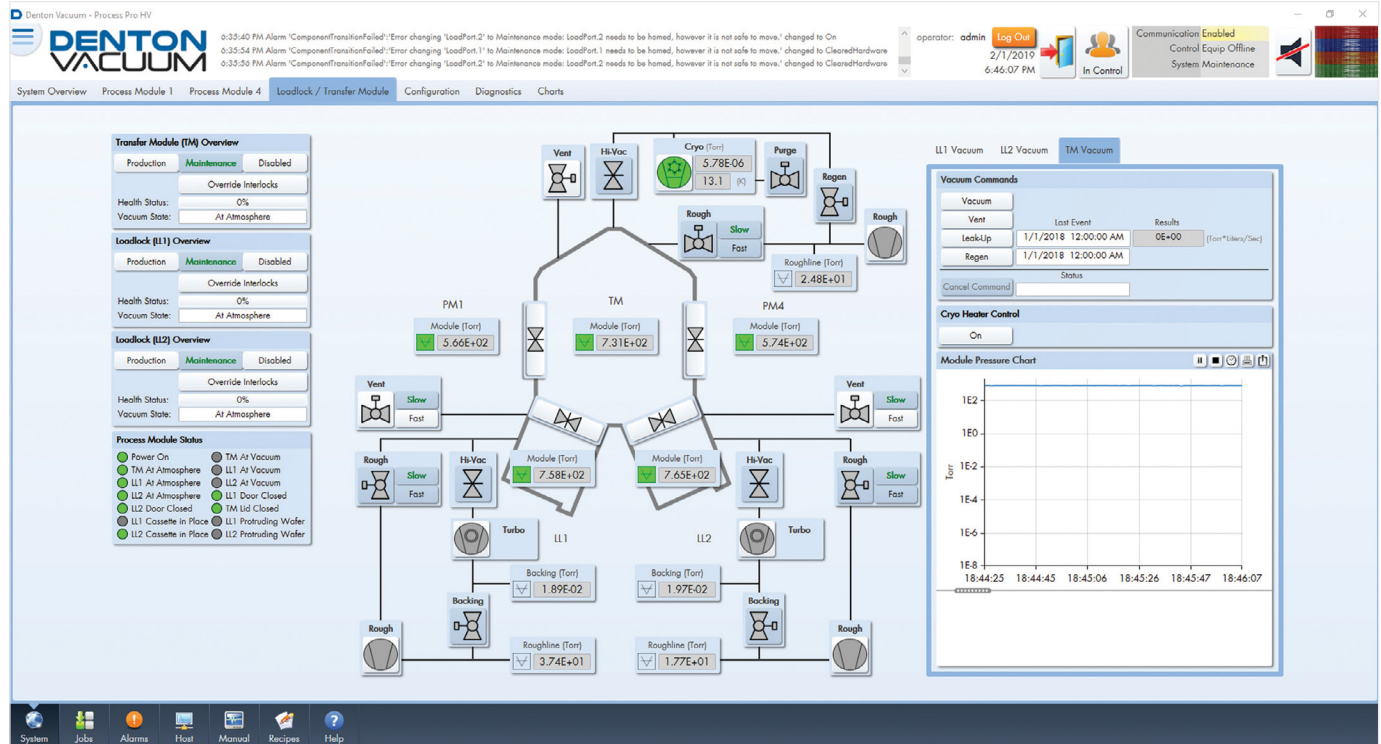 Denton Vacuum - Process Pro HV
DENTON VACUUM
6:35:40 PM Alarm 'ComponentTransitionFailed':'Error changing 'LoadPort.2' to Maintenance mode: LoadPort.2 needs to be homed, however it is not safe to move.' changed to On
6:35:54 PM Alarm 'ComponentTransitionFailed':'Error changing 'LoadPort.1' to Maintenance mode: LoadPort.1 needs to be homed, however it is not safe to move.' changed to ClearedHardware
6:35:56 PM Alarm 'ComponentTransitionFailed':'Error changing 'LoadPort.2' to Maintenance mode: LoadPort.2 needs to be homed, however it is not safe to move.' changed to ClearedHardware
operator: admin Log Out
2/1/2019
6:46:07 PM
In Control
Communication Enabled
Control Equip Offline
System Maintenance
System Overview Process Module 1 Process Module 4 Loadlock / Transfer Module Configuration Diagnostics Charts
Transfer Module (TM) Overview
Production Maintenance Disabled
Override Interlocks
Health Status: 0%
Vacuum State: At Atmosphere
Loadlock (LL1) Overview
Production Maintenance Disabled
Override Interlocks
Health Status: 0%
Vacuum State: At Atmosphere
Loadlock (LL2) Overview
Production Maintenance Disabled
Override Interlocks
Health Status: 0%
Vacuum State: At Atmosphere
Process Module Status
Power On TM At Vacuum
TM At Atmosphere LL1 At Vacuum
LL1 At Atmosphere LL2 At Vacuum
LL2 At Atmosphere LL1 Door Closed
LL2 Door Closed TM Lid Closed
LL1 Cassette in Place LL1 Protruding Wafer
LL2 Cassette in Place LL2 Protruding Wafer
Vent
Hi-Vac
Cryo (Torr)
5.78E-06
13.1 (K)
Purge
Regen
Rough
Slow
Fast
Rough
Roughline (Torr)
2.48E+01
PM1
Module (Torr)
5.66E+02
TM
Module (Torr)
7.31E+02
PM4
Module (Torr)
5.74E+02
Vent
Slow
Fast
Vent
Slow
Fast
Rough
Slow
Fast
Hi-Vac
Module (Torr)
7.58E+02
Module (Torr)
7.65E+02
Hi-Vac
Rough
Slow
Fast
Turbo
LL1
LL2
Turbo
Backing (Torr)
1.89E-02
Backing (Torr)
1.97E-02
Backing
Backing
Rough
Roughline (Torr)
3.74E+01
Roughline (Torr)
1.77E+01
Rough
LL1 Vacuum LL2 Vacuum TM Vacuum
Vacuum Commands
Vacuum
Vent Last Event Results
Leak-Up 1/1/2018 12:00:00 AM 0E+00 (Torr*Liters/Sec)
Regen 1/1/2018 12:00:00 AM
Status
Cancel Command
Cryo Heater Control
On
Module Pressure Chart
Torr
1E2
1E0
1E-2
1E-4
1E-6
1E-8
18:44:25 18:44:45 18:45:06 18:45:26 18:45:47 18:46:07
System Jobs Alarms Host Manual Recipes Help